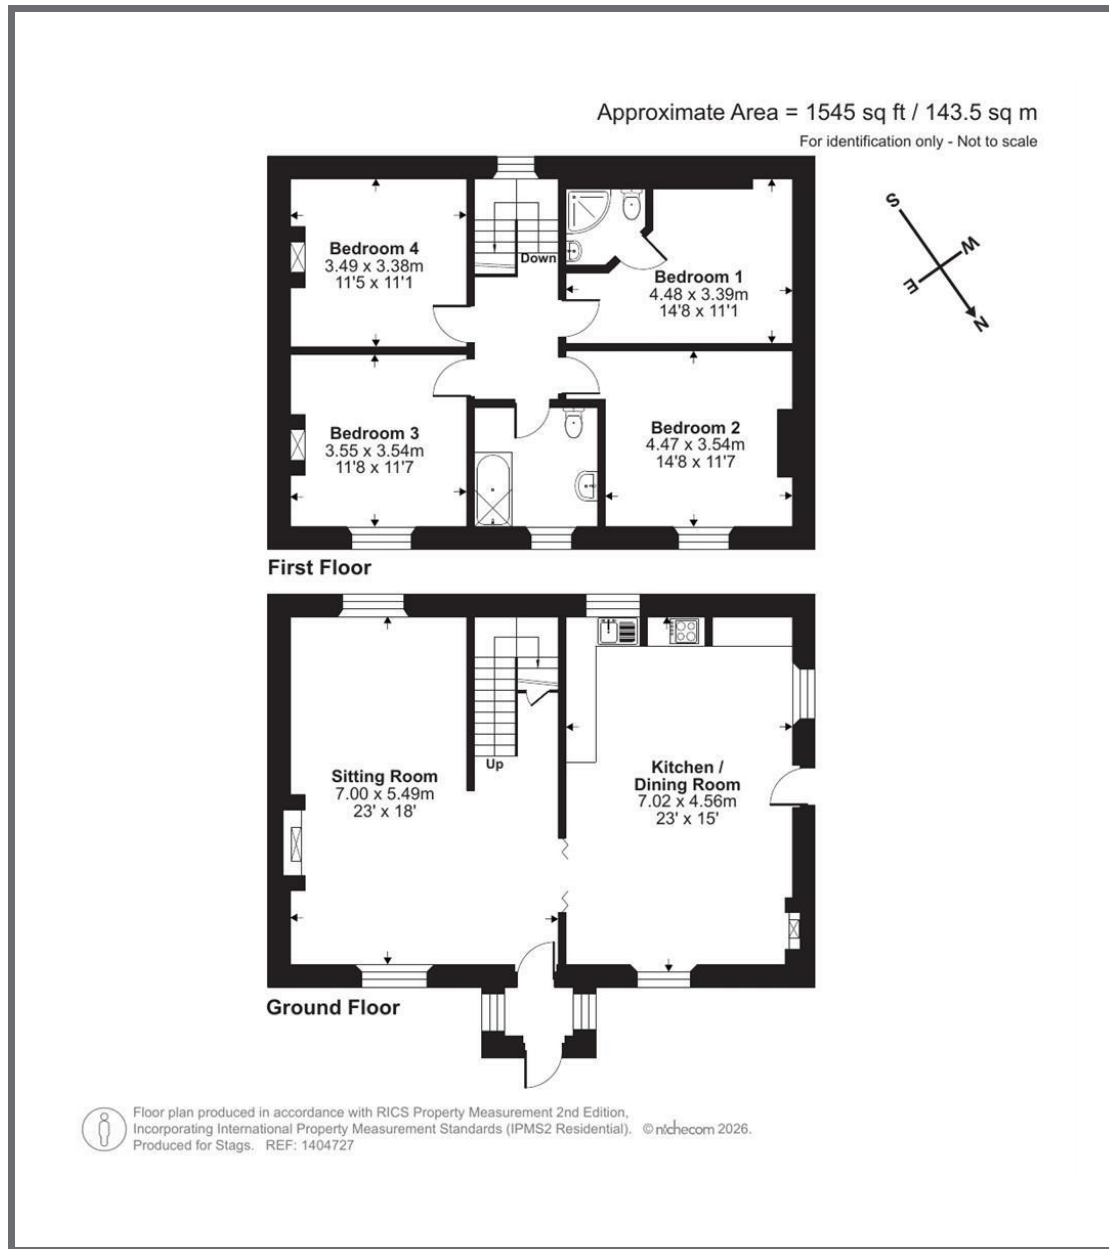 Approximate Area = 1545 sq ft / 143.5 sq m
For identification only - Not to scale
S
W
E
N
Bedroom 4
3.49 x 3.38m
11'5 x 11'1
Down
Bedroom 1
4.48 x 3.39m
14'8 x 11'1
Bedroom 3
3.55 x 3.54m
11'8 x 11'7
Bedroom 2
4.47 x 3.54m
14'8 x 11'7
First Floor
Up
Sitting Room
7.00 x 5.49m
23' x 18'
Kitchen /
Dining Room
7.02 x 4.56m
23' x 15'
Ground Floor
Floor plan produced in accordance with RICS Property Measurement 2nd Edition,
Incorporating International Property Measurement Standards (IPMS2 Residential). © nichecom 2026.
Produced for Stags. REF: 1404727